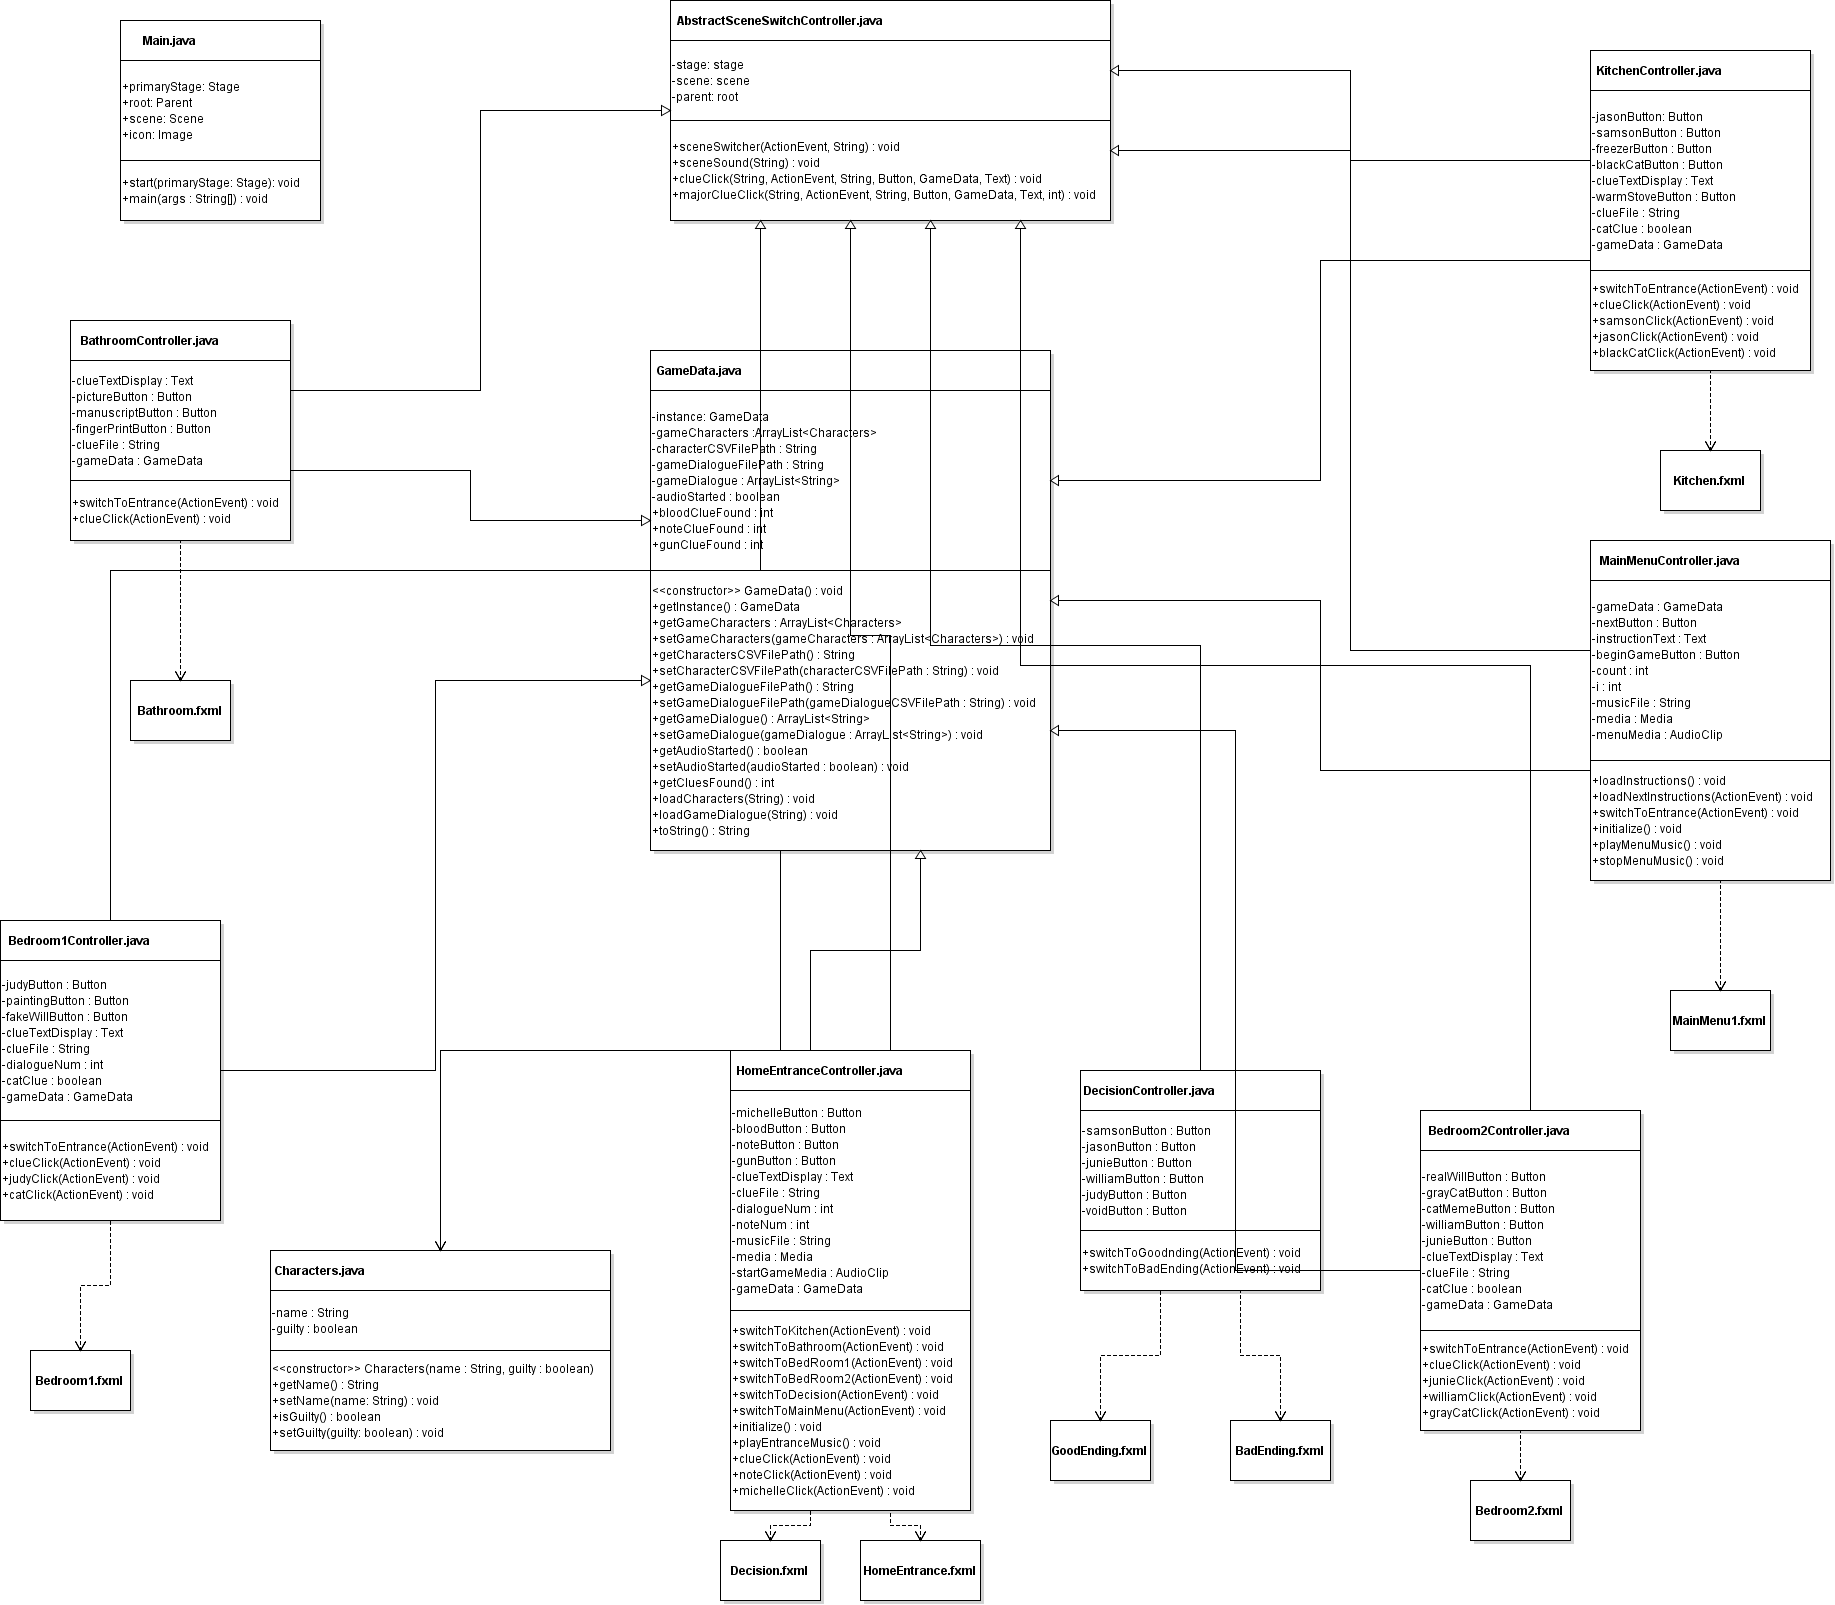 Main.java
+primaryStage: Stage
+root: Parent
+scene: Scene
+icon: Image
+start(primaryStage: Stage): void
+main(args : String[]) : void
AbstractSceneSwitchController.java
-stage: stage
-scene: scene
-parent: root
+sceneSwitcher(ActionEvent, String) : void
+sceneSound(String) : void
+clueClick(String, ActionEvent, String, Button, GameData, Text) : void
+majorClueClick(String, ActionEvent, String, Button, GameData, Text, int) : void
KitchenController.java
-jasonButton: Button
-samsonButton : Button
-freezerButton : Button
-blackCatButton : Button
-clueTextDisplay : Text
-warmStoveButton : Button
-clueFile : String
-catClue : boolean
-gameData : GameData
+switchToEntrance(ActionEvent) : void
+clueClick(ActionEvent) : void
+samsonClick(ActionEvent) : void
+jasonClick(ActionEvent) : void
+blackCatClick(ActionEvent) : void
Kitchen.fxml
BathroomController.java
-clueTextDisplay : Text
-pictureButton : Button
-manuscriptButton : Button
-fingerPrintButton : Button
-clueFile : String
-gameData : GameData
+switchToEntrance(ActionEvent) : void
+clueClick(ActionEvent) : void
Bathroom.fxml
GameData.java
-instance: GameData
-gameCharacters :ArrayList<Characters>
-characterCSVFilePath : String
-gameDialogueFilePath : String
-gameDialogue : ArrayList<String>
-audioStarted : boolean
+bloodClueFound : int
+noteClueFound : int
+gunClueFound : int
<<constructor>> GameData() : void
+getInstance() : GameData
+getGameCharacters : ArrayList<Characters>
+setGameCharacters(gameCharacters : ArrayList<Characters>) : void
+getChartersCSVFilePath() : String
+setCharacterCSVFilePath(characterCSVFilePath : String) : void
+getGameDialogueFilePath() : String
+setGameDialogueFilePath(gameDialogueCSVFilePath : String) : void
+getGameDialogue() : ArrayList<String>
+setGameDialogue(gameDialogue : ArrayList<String>) : void
+getAudioStarted() : boolean
+setAudioStarted(audioStarted : boolean) : void
+getCluesFound() : int
+loadCharacters(String) : void
+loadGameDialogue(String) : void
+toString() : String
MainMenuController.java
-gameData : GameData
-nextButton : Button
-instructionText : Text
-beginGameButton : Button
-count : int
-i : int
-musicFile : String
-media : Media
-menuMedia : AudioClip
+loadInstructions() : void
+loadNextInstructions(ActionEvent) : void
+switchToEntrance(ActionEvent) : void
+initialize() : void
+playMenuMusic() : void
+stopMenuMusic() : void
MainMenu1.fxml
Bedroom1Controller.java
-judyButton : Button
-paintingButton : Button
-fakeWillButton : Button
-clueTextDisplay : Text
-clueFile : String
-dialogueNum : int
-catClue : boolean
-gameData : GameData
+switchToEntrance(ActionEvent) : void
+clueClick(ActionEvent) : void
+judyClick(ActionEvent) : void
+catClick(ActionEvent) : void
Bedroom1.fxml
Characters.java
-name : String
-guilty : boolean
<<constructor>> Characters(name : String, guilty : boolean)
+getName() : String
+setName(name: String) : void
+isGuilty() : boolean
+setGuilty(guilty: boolean) : void
HomeEntranceController.java
-michelleButton : Button
-bloodButton : Button
-noteButton : Button
-gunButton : Button
-clueTextDisplay : Text
-clueFile : String
-dialogueNum : int
-noteNum : int
-musicFile : String
-media : Media
-startGameMedia : AudioClip
-gameData : GameData
+switchToKitchen(ActionEvent) : void
+switchToBathroom(ActionEvent) : void
+switchToBedRoom1(ActionEvent) : void
+switchToBedRoom2(ActionEvent) : void
+switchToDecision(ActionEvent) : void
+switchToMainMenu(ActionEvent) : void
+initialize() : void
+playEntranceMusic() : void
+clueClick(ActionEvent) : void
+noteClick(ActionEvent) : void
+michelleClick(ActionEvent) : void
Decision.fxml
HomeEntrance.fxml
DecisionController.java
-samsonButton : Button
-jasonButton : Button
-junieButton : Button
-williamButton : Button
-judyButton : Button
-voidButton : Button
+switchToGoodnding(ActionEvent) : void
+switchToBadEnding(ActionEvent) : void
GoodEnding.fxml
BadEnding.fxml
Bedroom2Controller.java
-realWillButton : Button
-grayCatButton : Button
-catMemeButton : Button
-williamButton : Button
-junieButton : Button
-clueTextDisplay : Text
-clueFile : String
-catClue : boolean
-gameData : GameData
+switchToEntrance(ActionEvent) : void
+clueClick(ActionEvent) : void
+junieClick(ActionEvent) : void
+williamClick(ActionEvent) : void
+grayCatClick(ActionEvent) : void
Bedroom2.fxml